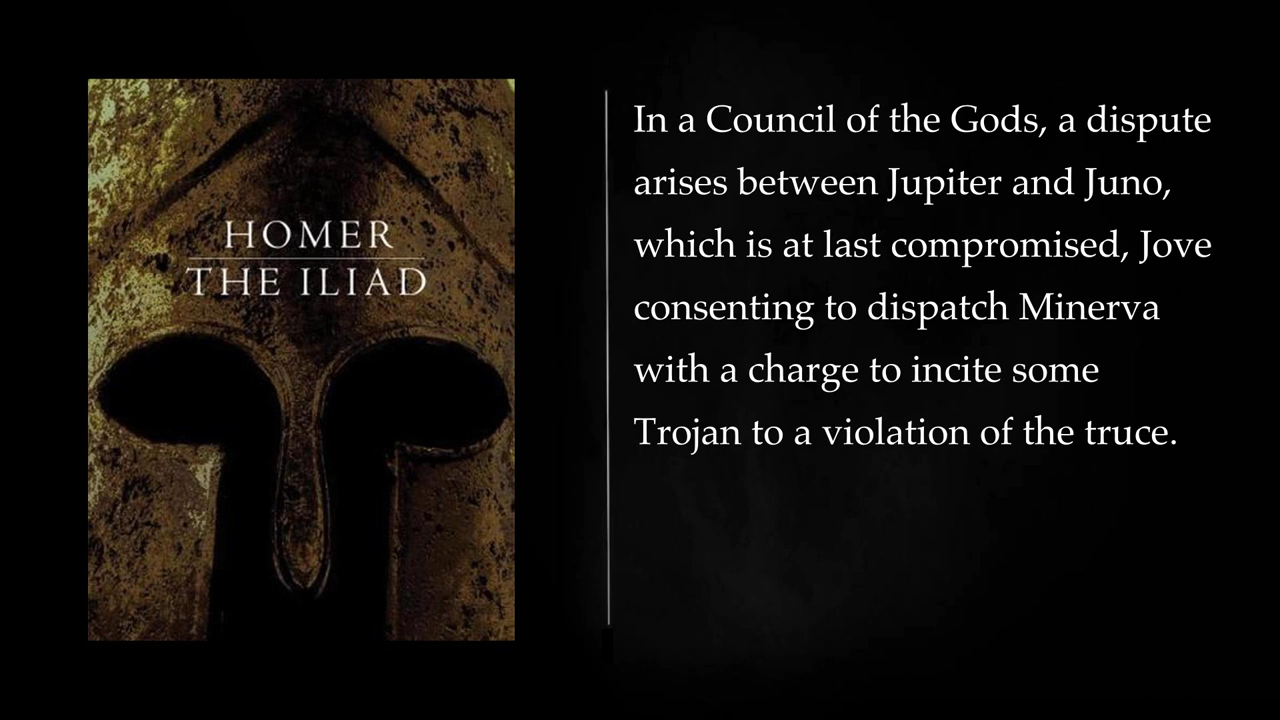 HOMER
THE ILIAD
In a Council of the Gods, a dispute
arises between Jupiter and Juno,
which is at last compromised, Jove
consenting to dispatch Minerva
with a charge to incite some
Trojan to a violation of the truce.